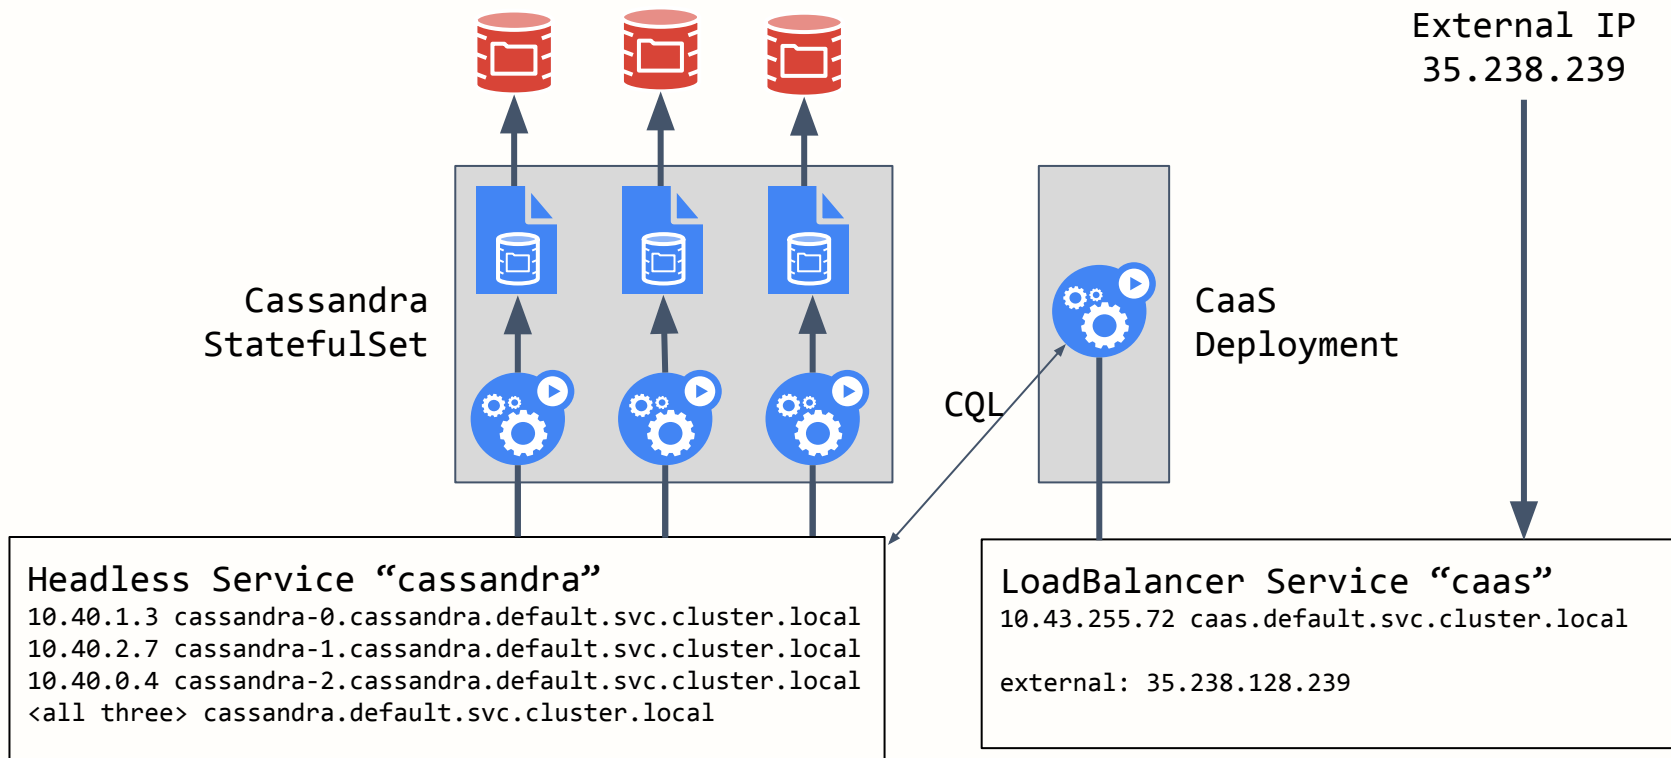 External IP
35.238.239
Cassandra
StatefulSet
CaaS
Deployment
CQL
Headless Service “cassandra”
10.40.1.3 cassandra-0.cassandra.default.svc.cluster.local
10.40.2.7 cassandra-1.cassandra.default.svc.cluster.local
10.40.0.4 cassandra-2.cassandra.default.svc.cluster.local
<all three> cassandra.default.svc.cluster.local
LoadBalancer Service “caas”
10.43.255.72 caas.default.svc.cluster.local
external: 35.238.128.239